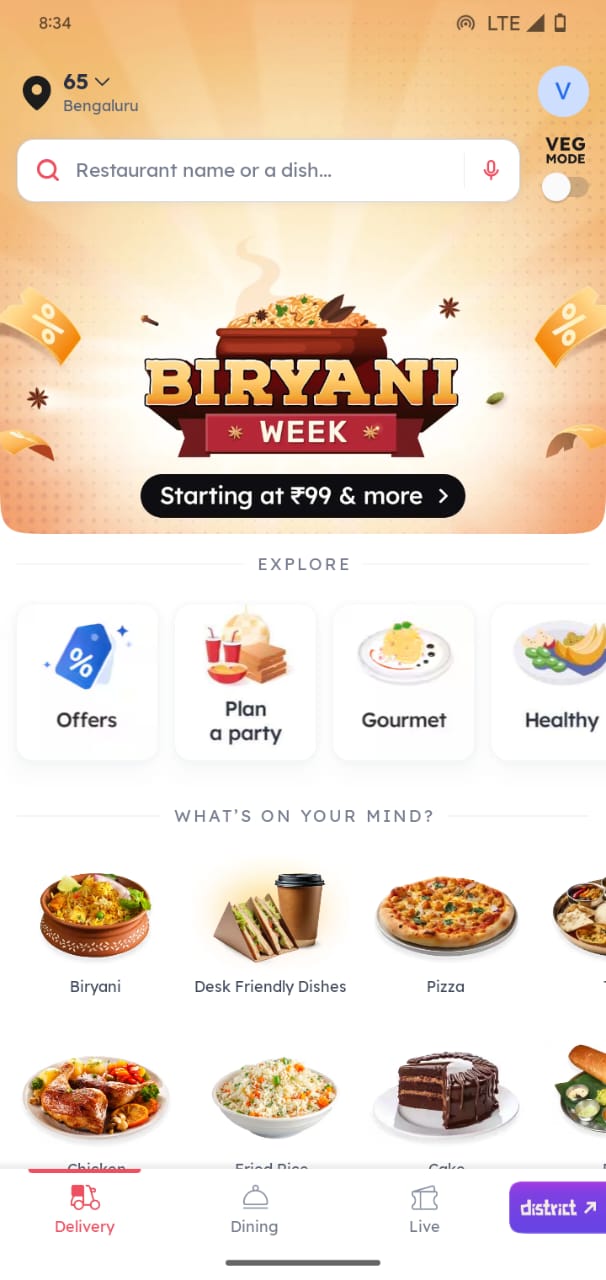 8:34
LTE
65
Bengaluru
V
Restaurant name or a dish...
VEG
MODE
%
%
BIRYANI
WEEK
Starting at ₹99 & more
EXPLORE
%
Offers
Plan
a party
Gourmet
Healthy
WHAT'S ON YOUR MIND?
Biryani
Desk Friendly Dishes
Pizza
Chicken
Fried Rice
Cake
Delivery
Dining
Live
district